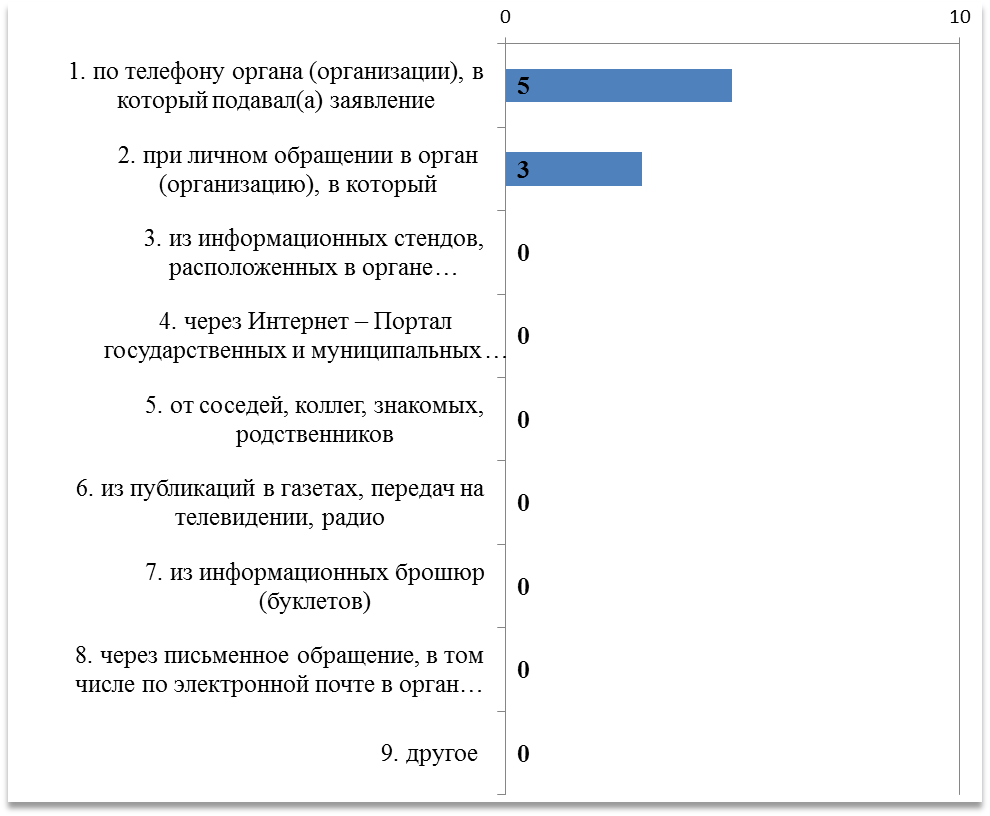 0 10
1. по телефону органа (организации), в
который подавал(а) заявление
5
2. при личном обращении в орган
(организацию), в который
3
3. из информационных стендов,
расположенных в органе…
0
4. через Интернет – Портал
государственных и муниципальных…
0
5. от соседей, коллег, знакомых,
родственников
0
6. из публикаций в газетах, передач на
телевидении, радио
0
7. из информационных брошюр
(буклетов)
0
8. через письменное обращение, в том
числе по электронной почте в орган…
0
9. другое
0